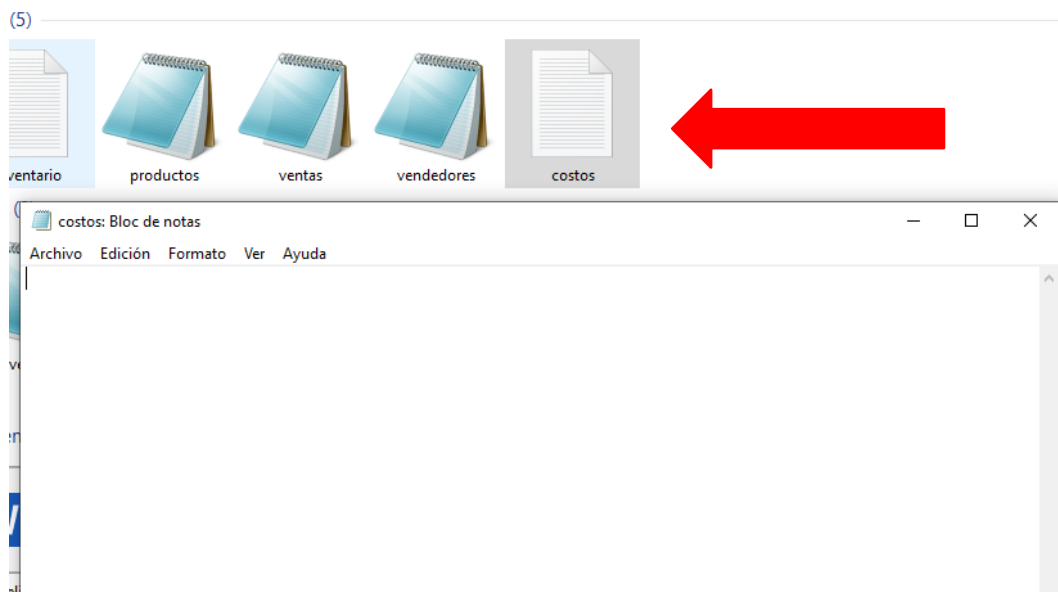 (5)
ventario
productos
ventas
vendedores
costos
costos: Bloc de notas
Archivo Edición Formato Ver Ayuda